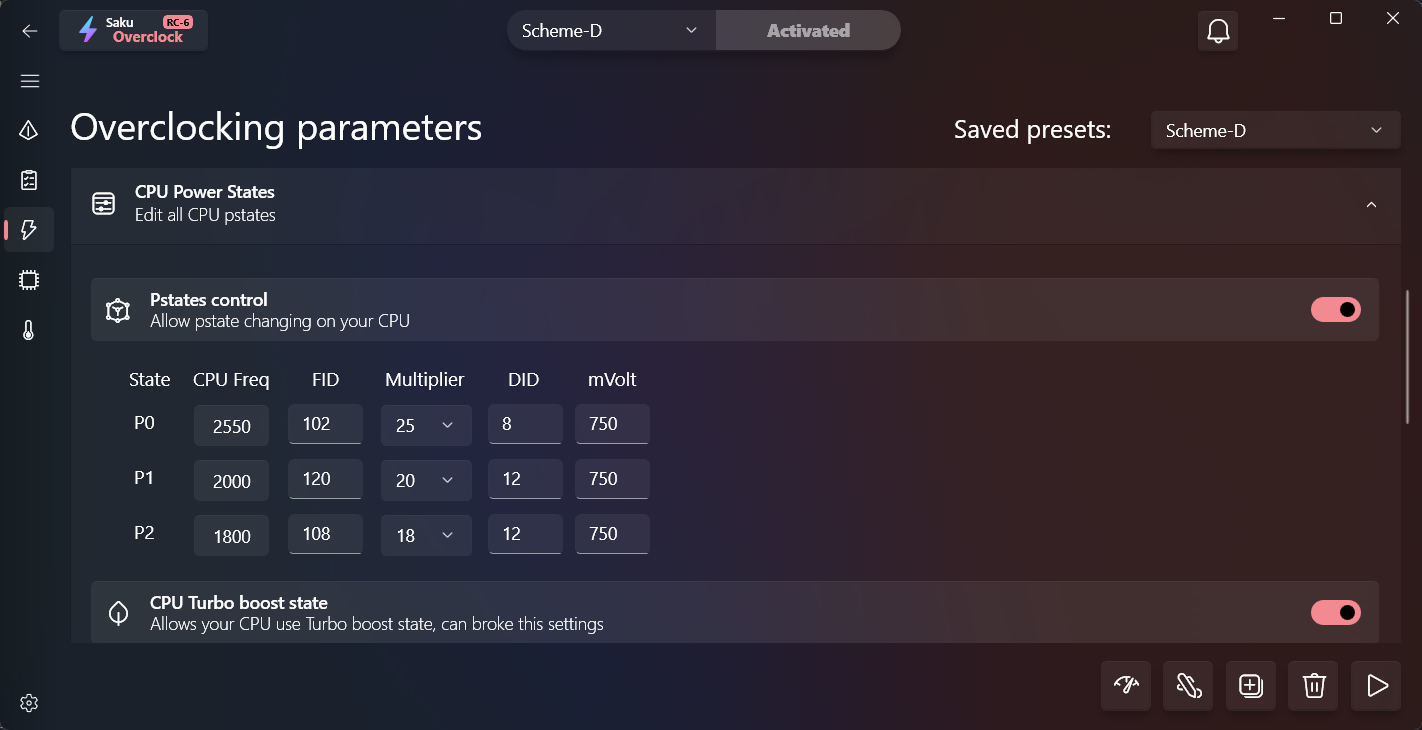 Saku RC-6
Overclock
Scheme-D
Activated
Overclocking parameters
Saved presets:
Scheme-D
CPU Power States
Edit all CPU pstates
Pstates control
Allow pstate changing on your CPU
State CPU Freq FID Multiplier DID mVolt
P0 2550 102 25 8 750
P1 2000 120 20 12 750
P2 1800 108 18 12 750
CPU Turbo boost state
Allows your CPU use Turbo boost state, can broke this settings